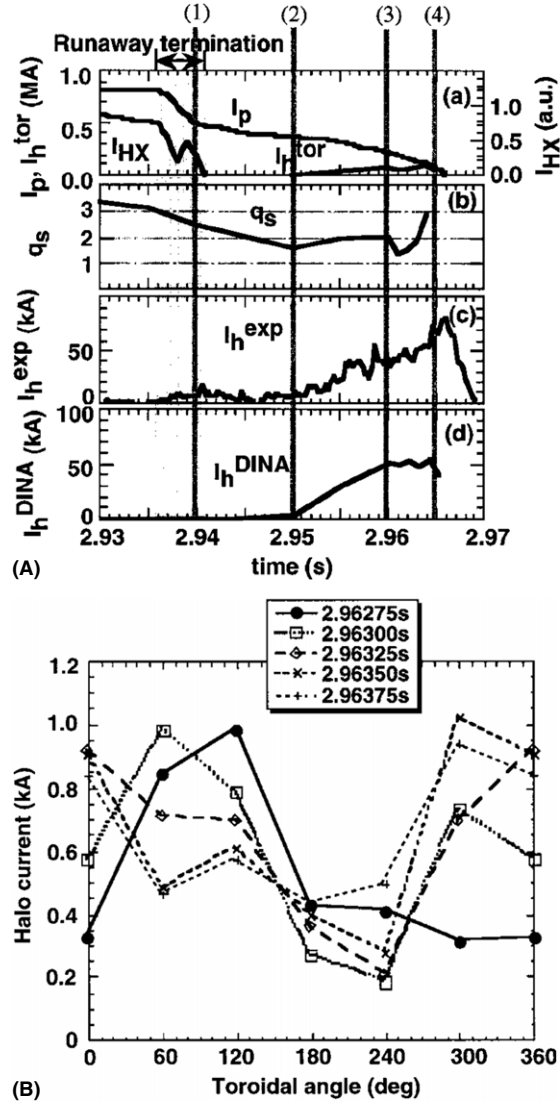 (1) (2) (3) (4)
Runaway termination
I_p, I_h^tor (MA)
1.0
0.5
0.0
I_p
I_HX
I_h^tor
(a)
1.0
0.5
0.0
I_HX (a.u.)
q_s
3
2
1
q_s
(b)
I_h^exp (kA)
50
0
I_h^exp
(c)
I_h^DINA (kA)
100
50
0
I_h^DINA
(d)
2.93 2.94 2.95 2.96 2.97
time (s)
(A)
2.96275s
2.96300s
2.96325s
2.96350s
2.96375s
Halo current (kA)
1.2
1.0
0.8
0.6
0.4
0.2
0
0 60 120 180 240 300 360
Toroidal angle (deg)
(B)